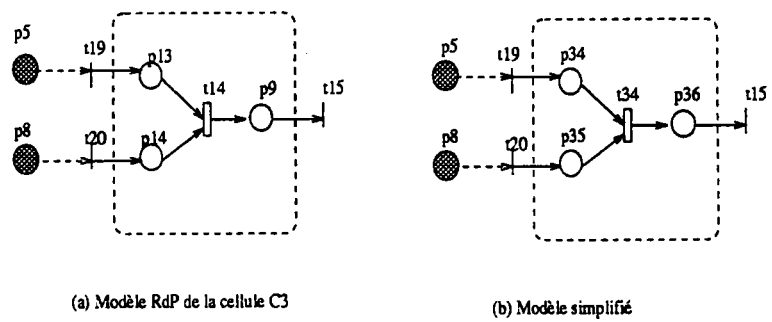 p5 t19 p13 t14 p9 t15
p8 t20 p14
p5 t19 p34 t34 p36 t15
p8 t20 p35
(a) Modèle RdP de la cellule C3
(b) Modèle simplifié